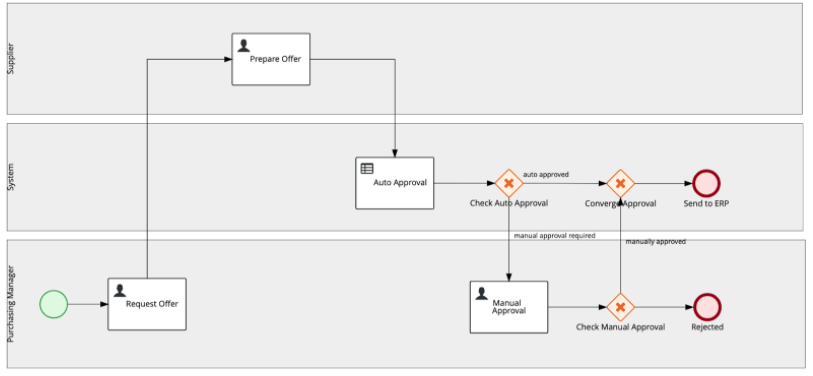 Supplier
Prepare Offer
System
Auto Approval
Check Auto Approval
auto approved
Converge Approval
Send to ERP
manual approval required
manually approved
Purchasing Manager
Request Offer
Manual
Approval
Check Manual Approval
Rejected